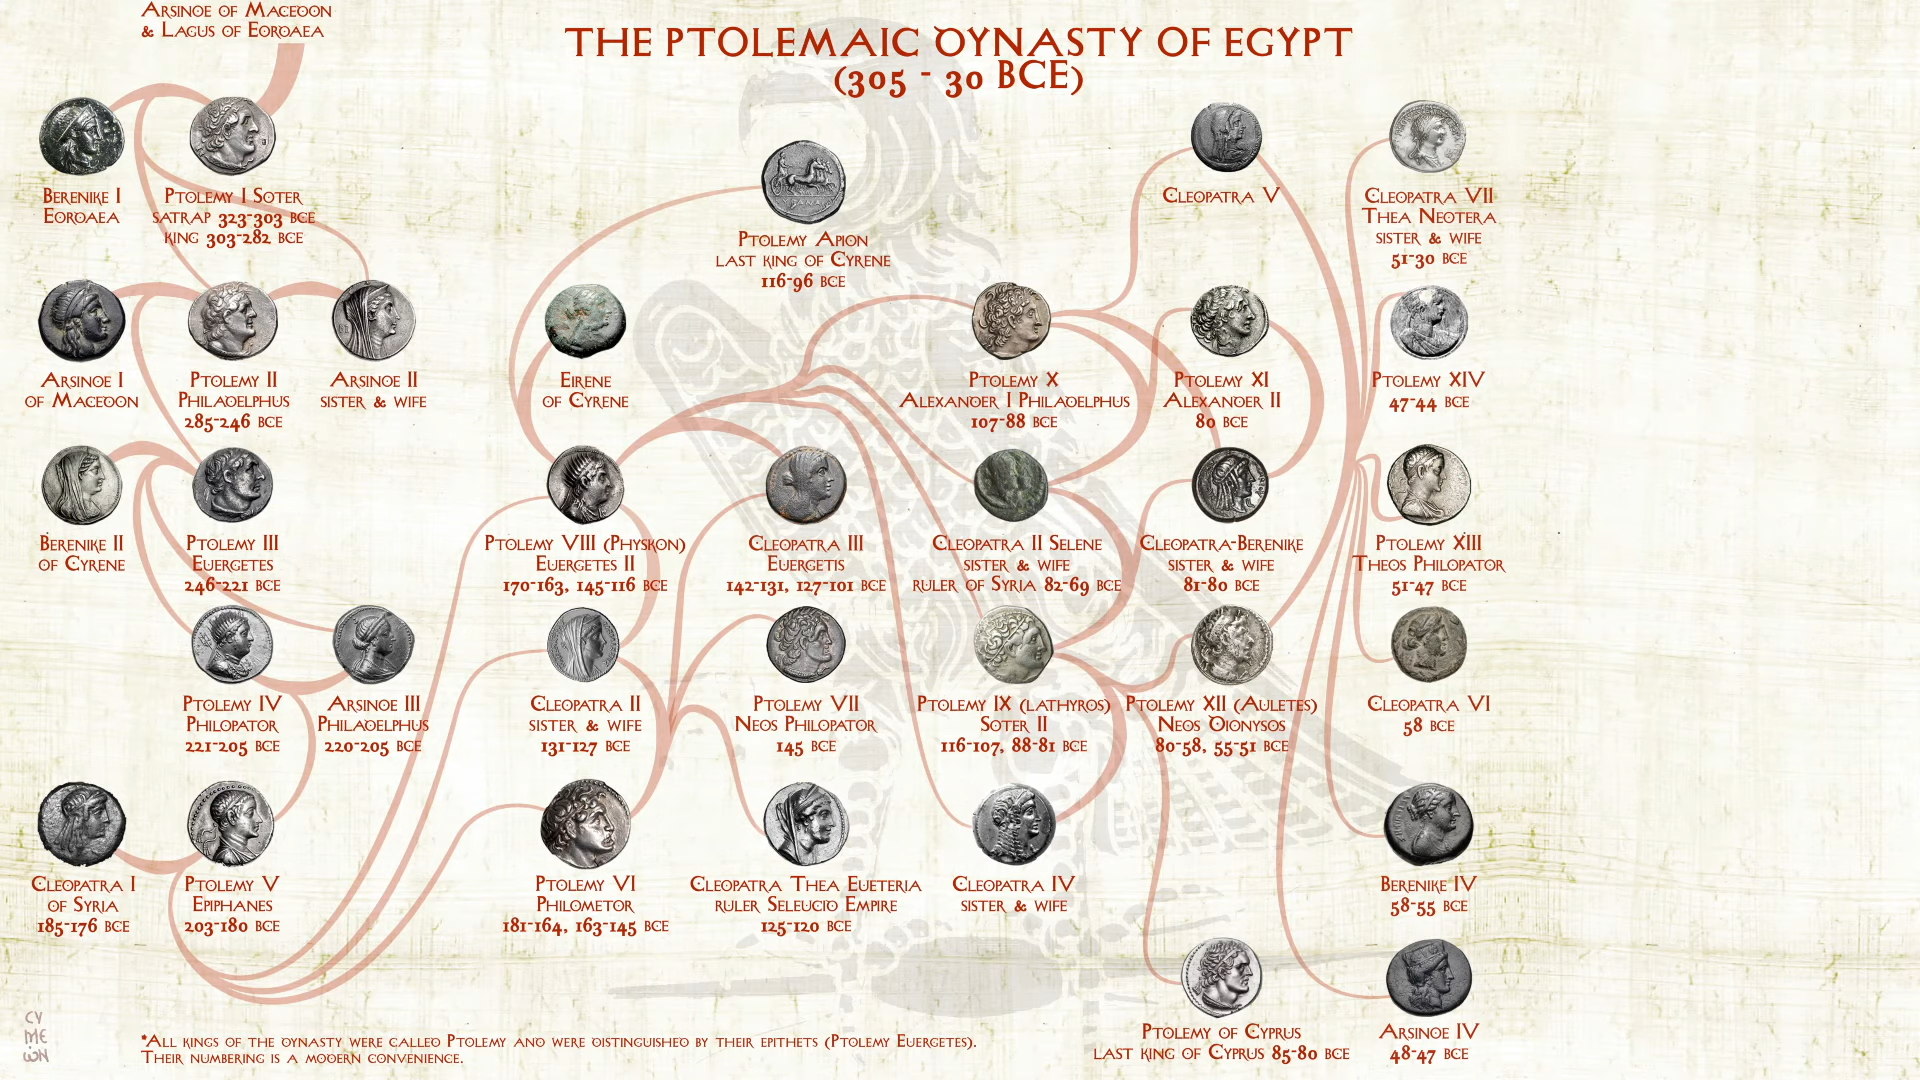 Arsinoe of Macedon
& Lagus of Eordaea
The Ptolemaic Dynasty of Egypt
(305 - 30 BCE)
Berenike I
Eordaea
Ptolemy I Soter
satrap 323-303 BCE
king 303-282 BCE
Ptolemy Apion
last king of Cyrene
116-96 BCE
Cleopatra V
Cleopatra VII
Thea Neotera
sister & wife
51-30 BCE
Arsinoe I
of Macedon
Ptolemy II
Philadelphus
285-246 BCE
Arsinoe II
sister & wife
Eirene
of Cyrene
Ptolemy X
Alexander I Philadelphus
107-88 BCE
Ptolemy XI
Alexander II
80 BCE
Ptolemy XIV
47-44 BCE
Berenike II
of Cyrene
Ptolemy III
Euergetes
246-221 BCE
Ptolemy VIII (Physkon)
Euergetes II
170-163, 145-116 BCE
Cleopatra III
Euergetis
142-131, 127-101 BCE
Cleopatra II Selene
sister & wife
ruler of Syria 82-69 BCE
Cleopatra-Berenike
sister & wife
81-80 BCE
Ptolemy XIII
Theos Philopator
51-47 BCE
Ptolemy IV
Philopator
221-205 BCE
Arsinoe III
Philadelphus
220-205 BCE
Cleopatra II
sister & wife
131-127 BCE
Ptolemy VII
Neos Philopator
145 BCE
Ptolemy IX (Lathyros)
Soter II
116-107, 88-81 BCE
Ptolemy XII (Auletes)
Neos Dionysos
80-58, 55-51 BCE
Cleopatra VI
58 BCE
Cleopatra I
of Syria
185-176 BCE
Ptolemy V
Epiphanes
203-180 BCE
Ptolemy VI
Philometor
181-164, 163-145 BCE
Cleopatra Thea Eueteria
ruler Seleucid Empire
125-120 BCE
Cleopatra IV
sister & wife
Berenike IV
58-55 BCE
Ptolemy of Cyprus
last king of Cyprus 85-80 BCE
Arsinoe IV
48-47 BCE
*All kings of the dynasty were called Ptolemy and were distinguished by their epithets (Ptolemy Euergetes).
Their numbering is a modern convenience.